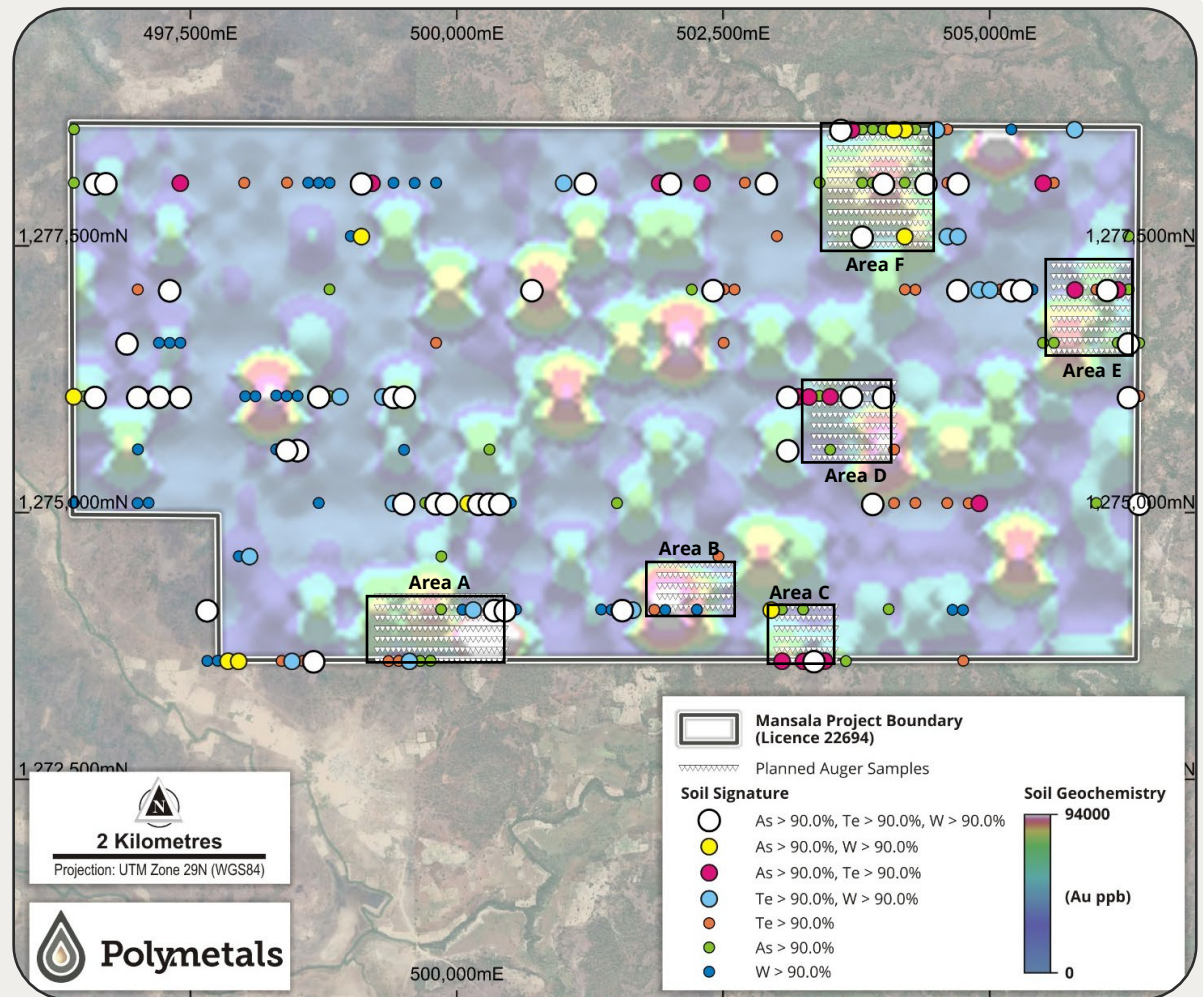 497,500mE 500,000mE 502,500mE 505,000mE
1,277,500mN 1,277,500mN
Area F
Area E
Area D
1,275,000mN 1,275,000mN
Area B
Area A
Area C
1,272,500mN N
N
2 Kilometres
Projection: UTM Zone 29N (WGS84)
Polymetals
500,000mE
Mansala Project Boundary
(Licence 22694)
Planned Auger Samples
Soil Signature
As > 90.0%, Te > 90.0%, W > 90.0%
As > 90.0%, W > 90.0%
As > 90.0%, Te > 90.0%
Te > 90.0%, W > 90.0%
Te > 90.0%
As > 90.0%
W > 90.0%
Soil Geochemistry
94000
(Au ppb)
0